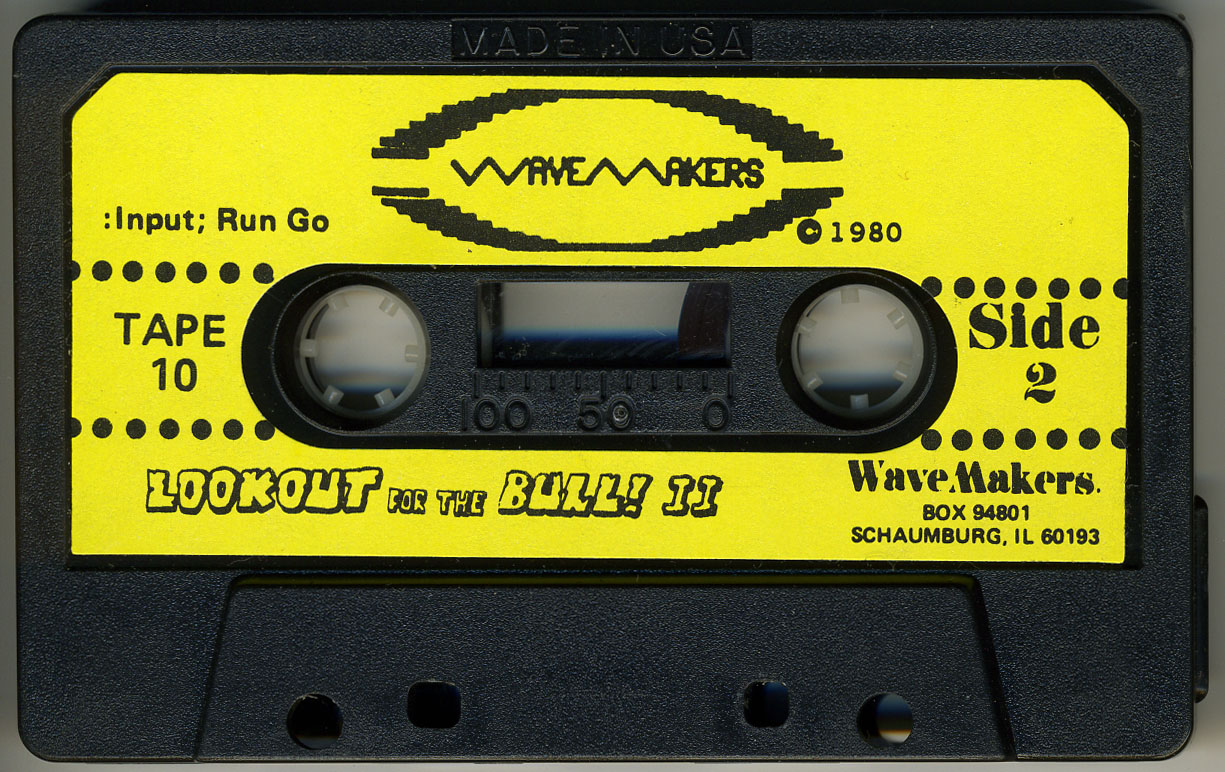 MADE IN USA
WAVEMAKERS
:Input; Run Go
© 1980
TAPE
10
Side
2
100 50 0
LOOKOUT FOR THE BULL! II
WaveMakers.
BOX 94801
SCHAUMBURG, IL 60193